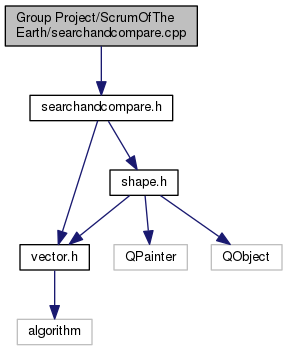 Group Project/ScrumOfThe
Earth/searchandcompare.cpp
searchandcompare.h
shape.h
vector.h
QPainter
QObject
algorithm